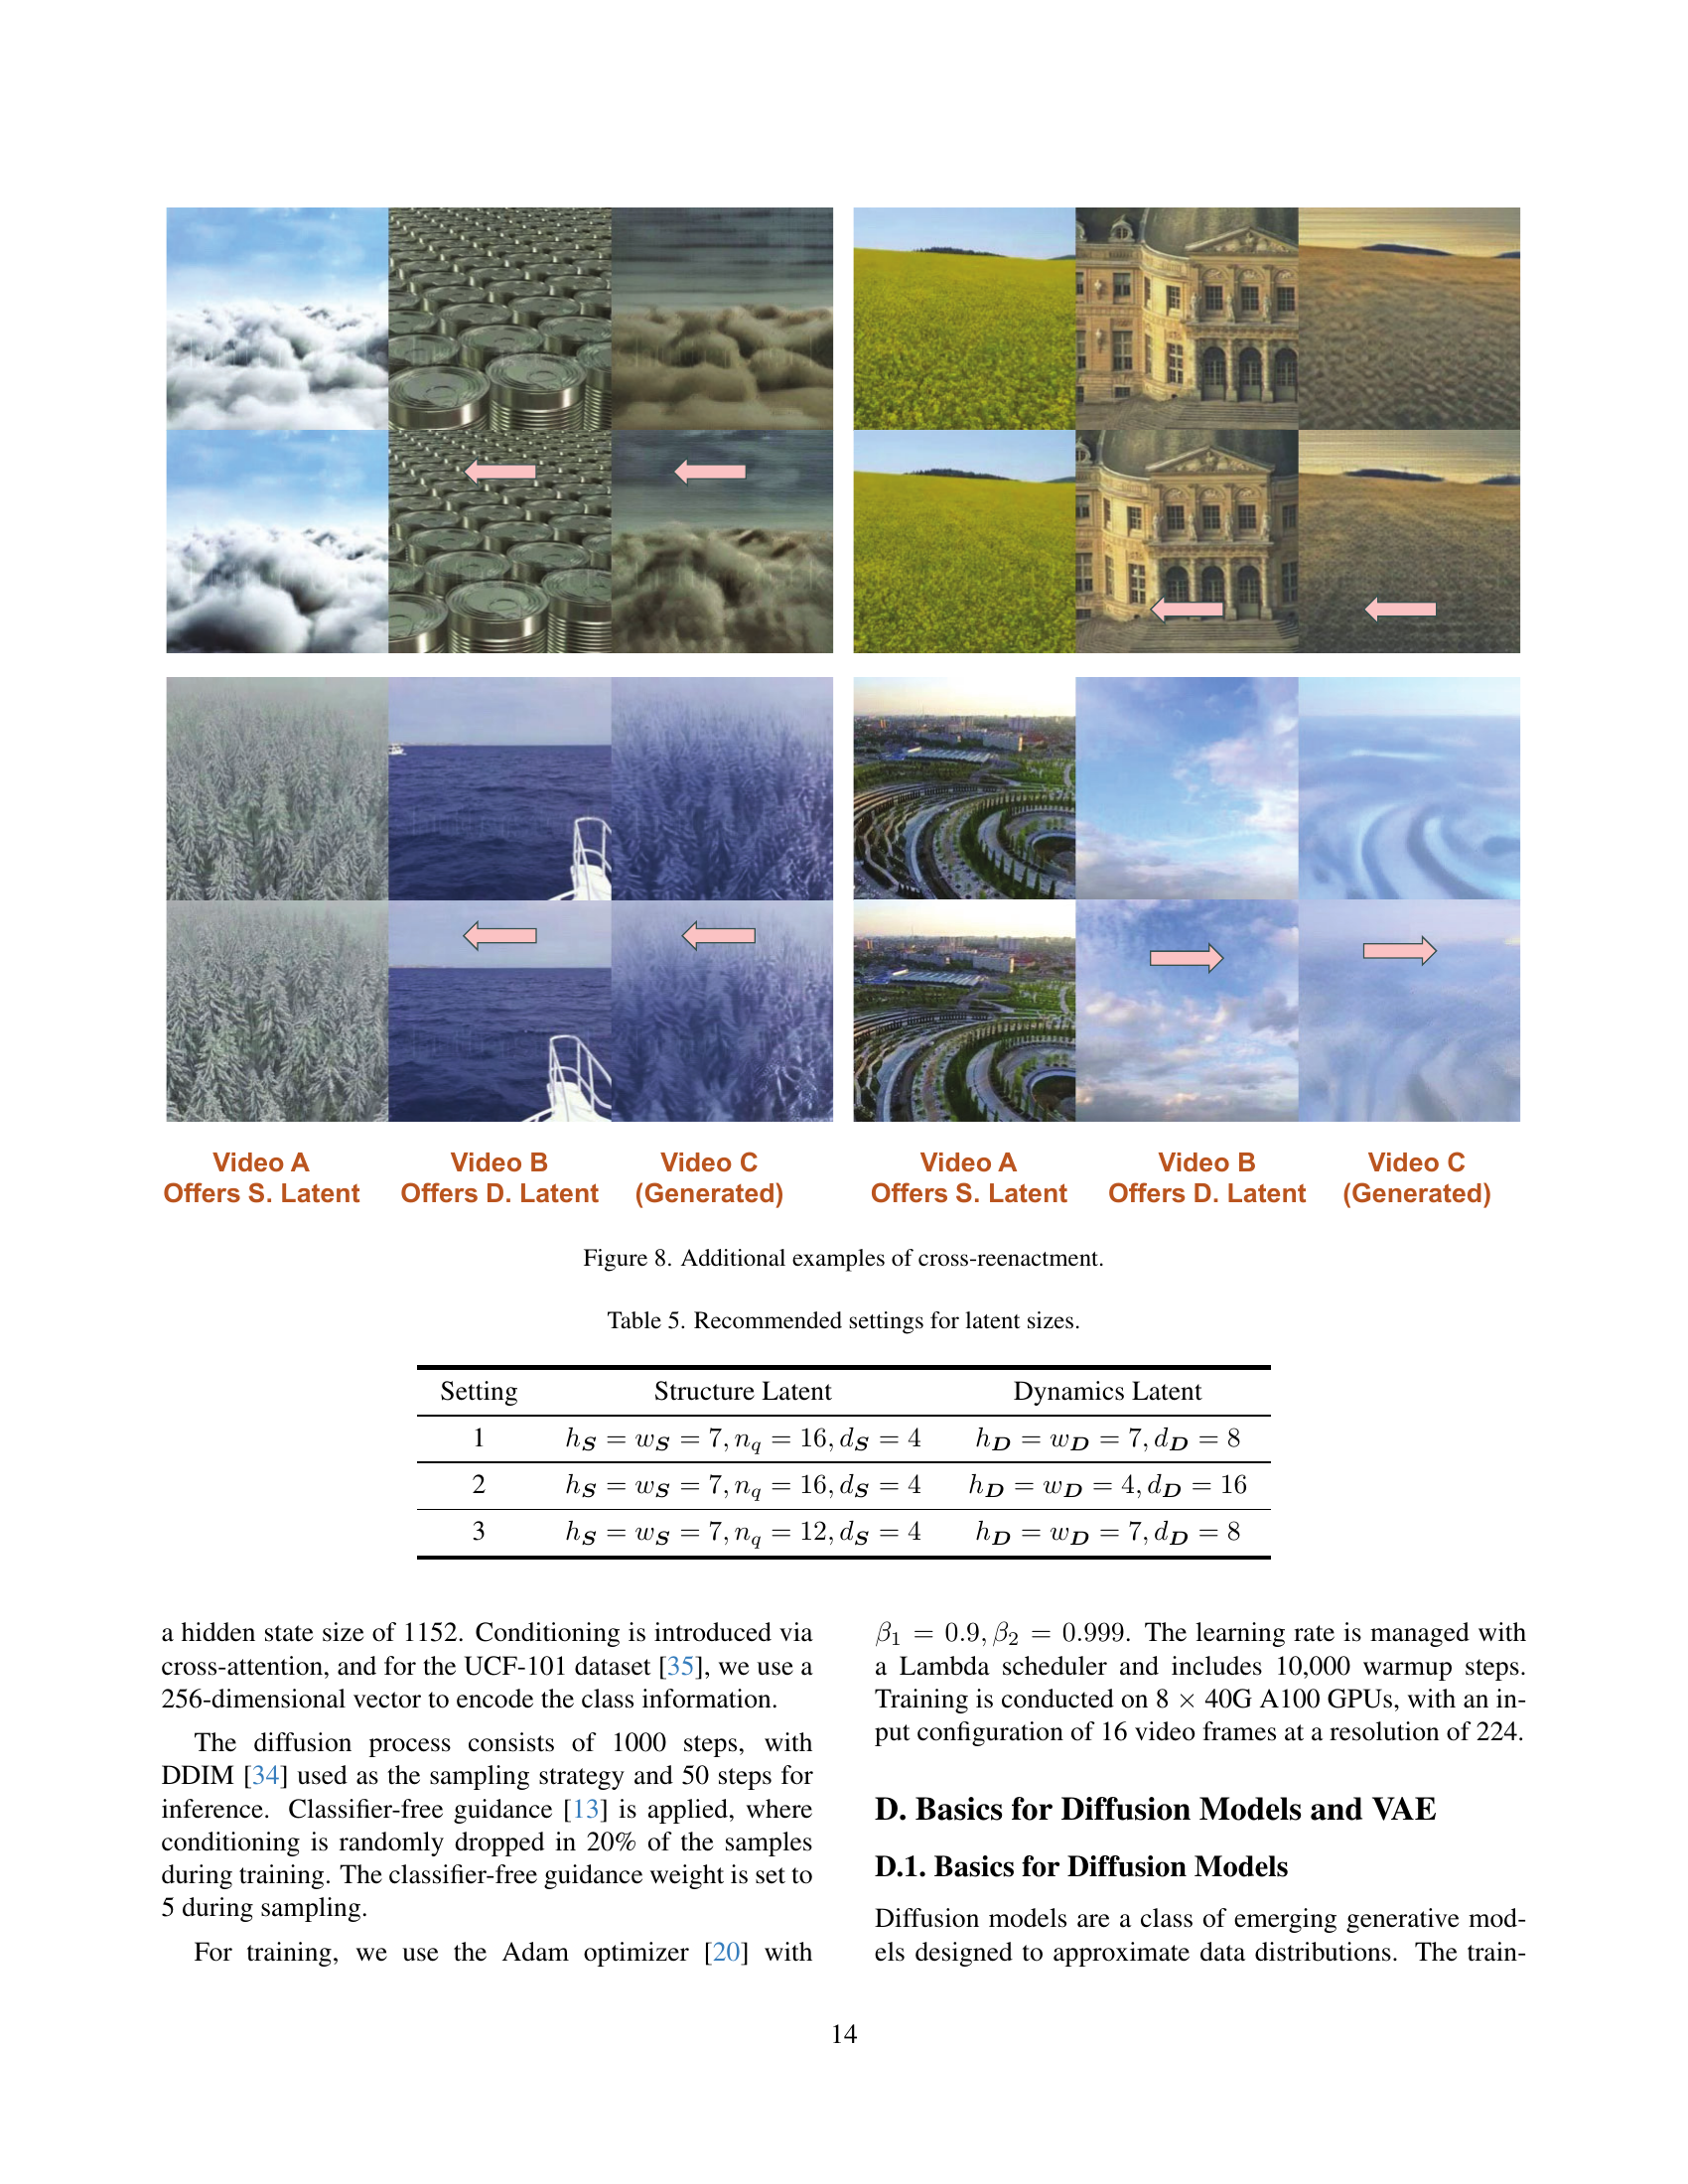 Video A
Offers S. Latent
Video B
Offers D. Latent
Video C
(Generated)
Video A
Offers S. Latent
Video B
Offers D. Latent
Video C
(Generated)
Figure 8. Additional examples of cross-reenactment.
Table 5. Recommended settings for latent sizes.
Setting Structure Latent Dynamics Latent
1 h_S = w_S = 7, n_q = 16, d_S = 4 h_D = w_D = 7, d_D = 8
2 h_S = w_S = 7, n_q = 16, d_S = 4 h_D = w_D = 4, d_D = 16
3 h_S = w_S = 7, n_q = 12, d_S = 4 h_D = w_D = 7, d_D = 8
a hidden state size of 1152. Conditioning is introduced via
cross-attention, and for the UCF-101 dataset [35], we use a
256-dimensional vector to encode the class information.
The diffusion process consists of 1000 steps, with
DDIM [34] used as the sampling strategy and 50 steps for
inference. Classifier-free guidance [13] is applied, where
conditioning is randomly dropped in 20% of the samples
during training. The classifier-free guidance weight is set to
5 during sampling.
For training, we use the Adam optimizer [20] with
β₁ = 0.9, β₂ = 0.999. The learning rate is managed with
a Lambda scheduler and includes 10,000 warmup steps.
Training is conducted on 8 × 40G A100 GPUs, with an in-
put configuration of 16 video frames at a resolution of 224.
D. Basics for Diffusion Models and VAE
D.1. Basics for Diffusion Models
Diffusion models are a class of emerging generative mod-
els designed to approximate data distributions. The train-
14